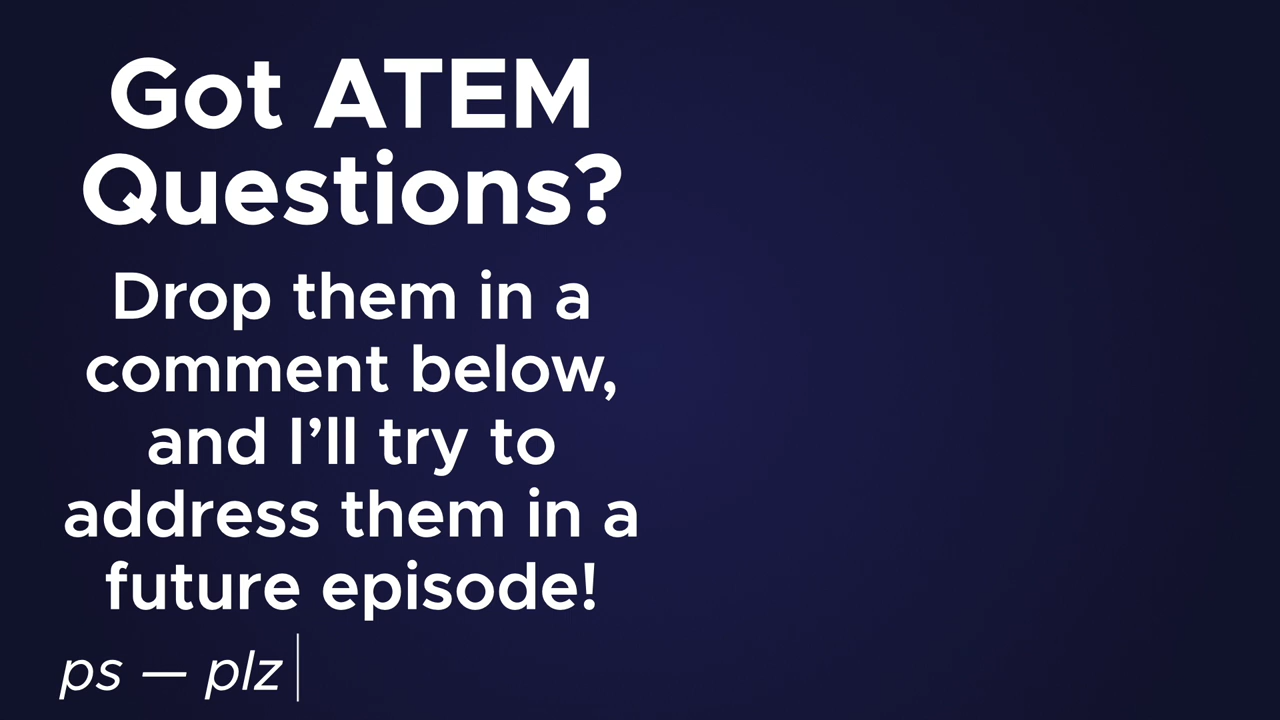 Got ATEM
Questions?
Drop them in a
comment below,
and I’ll try to
address them in a
future episode!
ps — plz